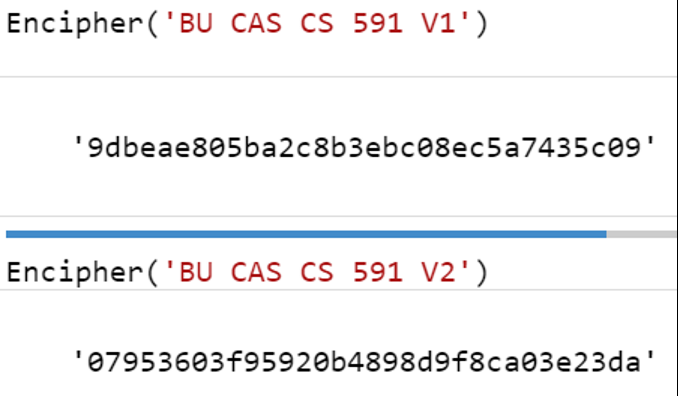 Encipher('BU CAS CS 591 V1')
'9dbeae805ba2c8b3ebc08ec5a7435c09'
Encipher('BU CAS CS 591 V2')
'07953603f95920b4898d9f8ca03e23da'